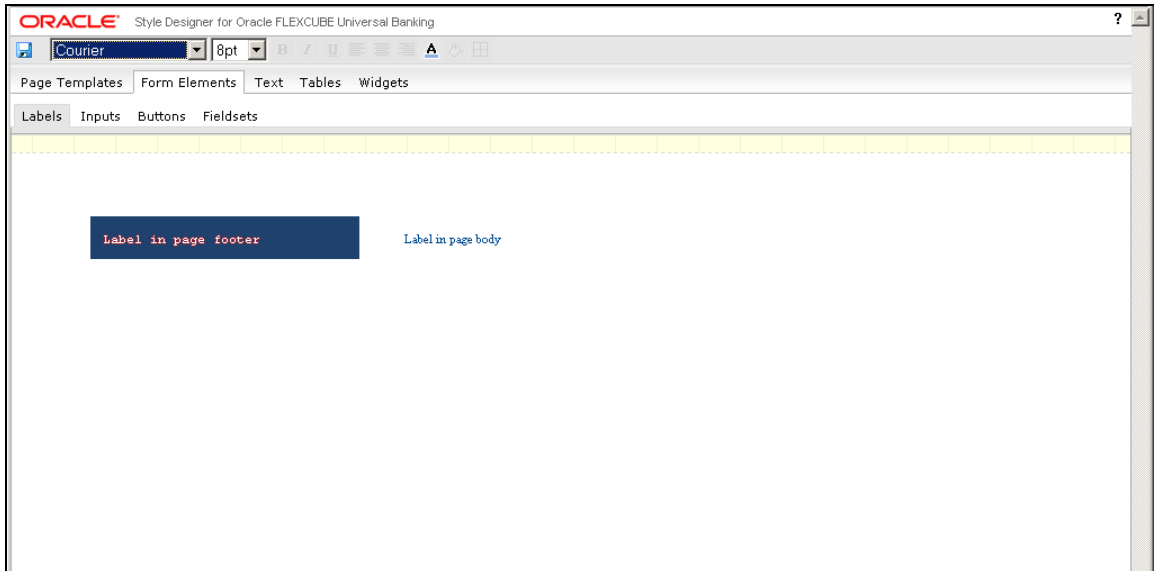 ORACLE® Style Designer for Oracle FLEXCUBE Universal Banking ?
Courier 8pt B I U A
Page Templates Form Elements Text Tables Widgets
Labels Inputs Buttons Fieldsets
Label in page footer Label in page body